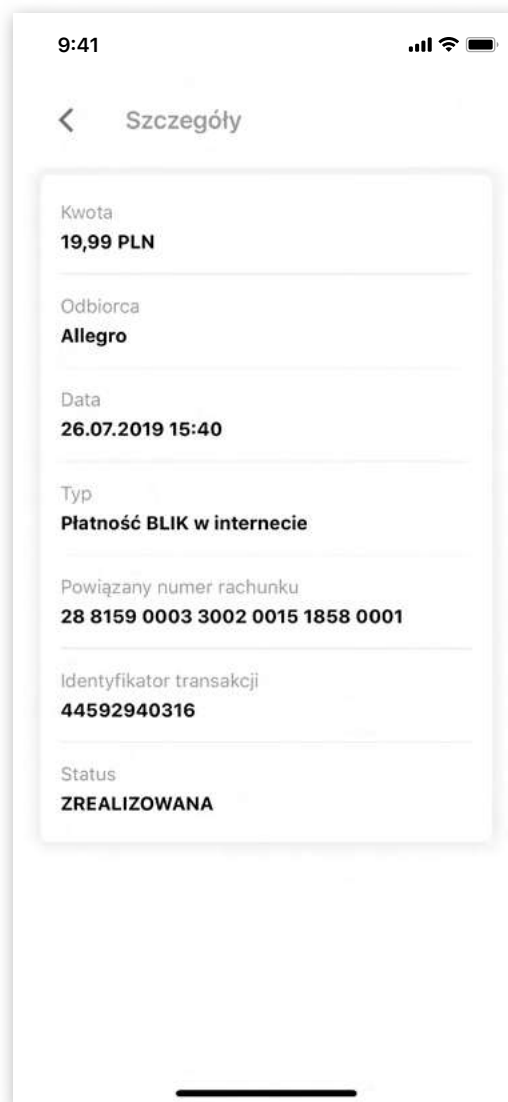 9:41
Szczegóły
Kwota
19,99 PLN
Odbiorca
Allegro
Data
26.07.2019 15:40
Typ
Płatność BLIK w internecie
Powiązany numer rachunku
28 8159 0003 3002 0015 1858 0001
Identyfikator transakcji
44592940316
Status
ZREALIZOWANA